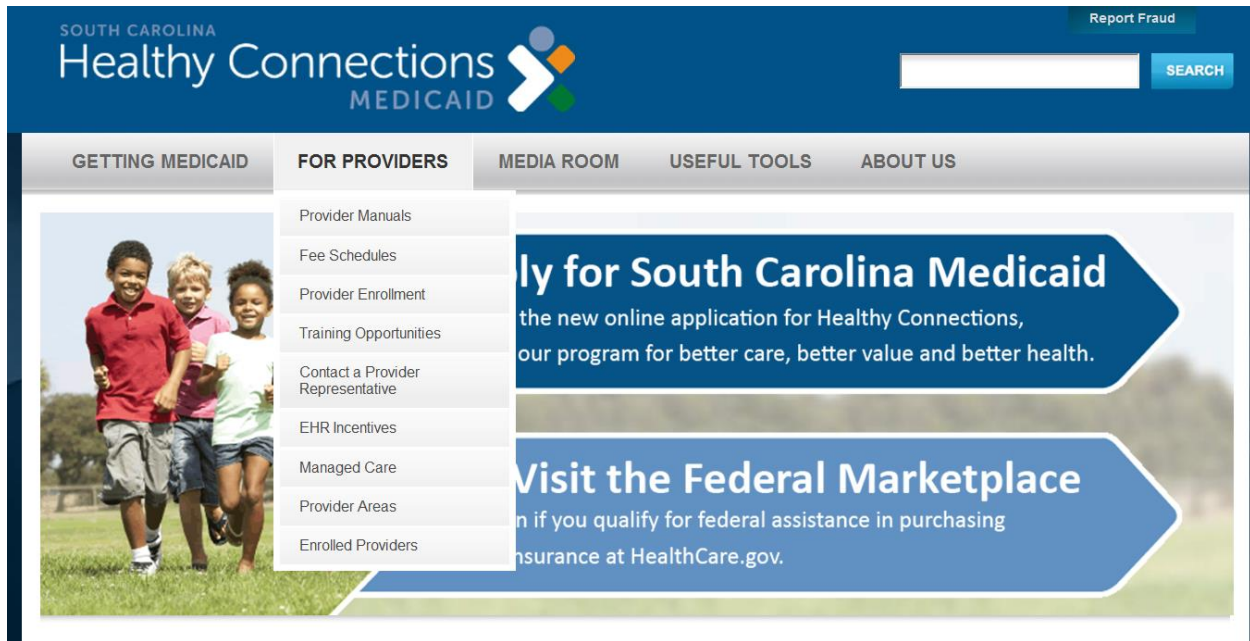 Report Fraud
SOUTH CAROLINA
Healthy Connections
MEDICAID
SEARCH
GETTING MEDICAID FOR PROVIDERS MEDIA ROOM USEFUL TOOLS ABOUT US
Provider Manuals
Fee Schedules
Provider Enrollment
Training Opportunities
Contact a Provider
Representative
EHR Incentives
Managed Care
Provider Areas
Enrolled Providers
for South Carolina Medicaid
the new online application for Healthy Connections,
our program for better care, better value and better health.
Visit the Federal Marketplace
if you qualify for federal assistance in purchasing
insurance at HealthCare.gov.